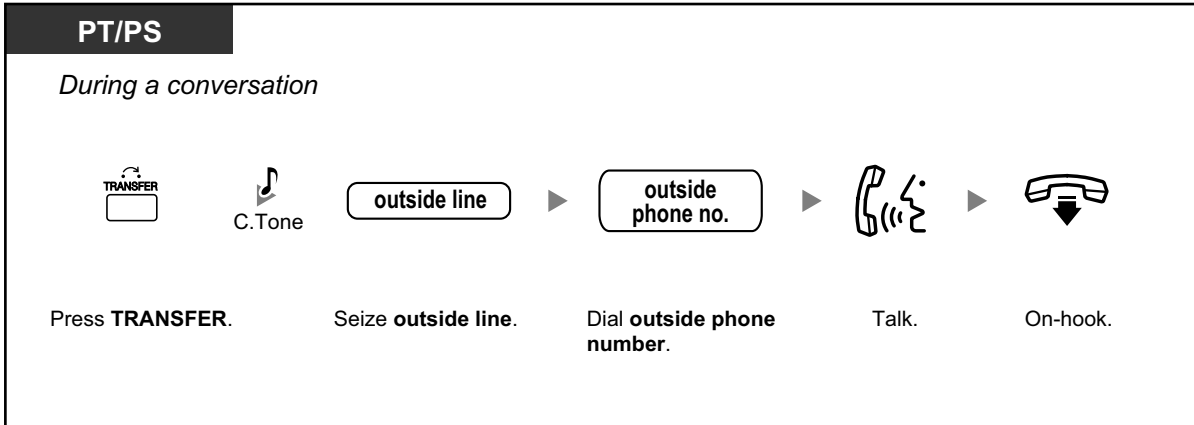 PT/PS
During a conversation
TRANSFER
C.Tone
outside line
outside
phone no.
Press TRANSFER.
Seize outside line.
Dial outside phone
number.
Talk.
On-hook.